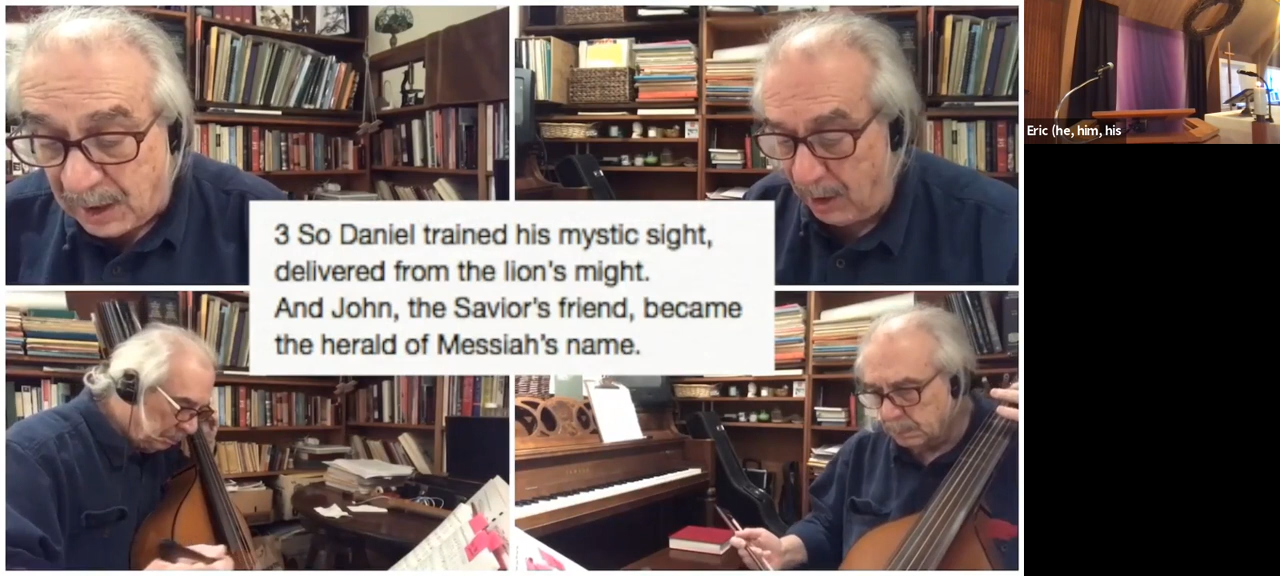 3 So Daniel trained his mystic sight,
delivered from the lion's might.
And John, the Savior's friend, became
the herald of Messiah's name.
Eric (he, him, his